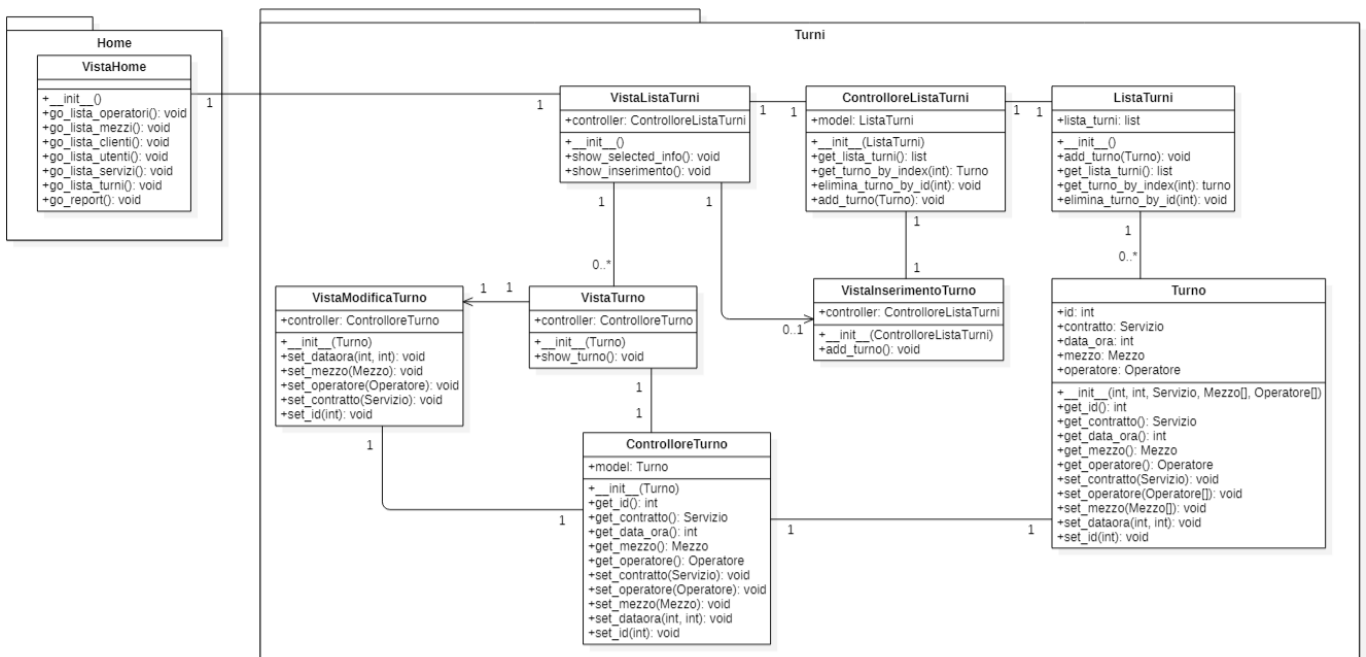 Home
VistaHome
+__init__()
+go_lista_operatori(): void
+go_lista_mezzi(): void
+go_lista_clienti(): void
+go_lista_utenti(): void
+go_lista_servizi(): void
+go_lista_turni(): void
+go_report(): void
1
1
Turni
VistaListaTurni
+controller: ControlloreListaTurni
+__init__()
+show_selected_info(): void
+show_inserimento(): void
1
1
ControlloreListaTurni
+model: ListaTurni
+__init__(ListaTurni)
+get_lista_turni(): list
+get_turno_by_index(int): Turno
+elimina_turno_by_id(int): void
+add_turno(Turno): void
1
1
ListaTurni
+lista_turni: list
+__init__()
+add_turno(Turno): void
+get_lista_turni(): list
+get_turno_by_index(int): turno
+elimina_turno_by_id(int): void
1
0..*
1
0..1
1
1
1
0..*
VistaModificaTurno
+controller: ControlloreTurno
+__init__(Turno)
+set_dataora(int, int): void
+set_mezzo(Mezzo): void
+set_operatore(Operatore): void
+set_contratto(Servizio): void
+set_id(int): void
1
1
VistaTurno
+controller: ControlloreTurno
+__init__(Turno)
+show_turno(): void
VistaInserimentoTurno
+controller: ControlloreListaTurni
+__init__(ControlloreListaTurni)
+add_turno(): void
Turno
+id: int
+contratto: Servizio
+data_ora: int
+mezzo: Mezzo
+operatore: Operatore
+__init__(int, int, Servizio, Mezzo[], Operatore[])
+get_id(): int
+get_contratto(): Servizio
+get_data_ora(): int
+get_mezzo(): Mezzo
+get_operatore(): Operatore
+set_contratto(Servizio): void
+set_operatore(Operatore[]): void
+set_mezzo(Mezzo[]): void
+set_dataora(int, int): void
+set_id(int): void
1
1
1
1
ControlloreTurno
+model: Turno
+__init__(Turno)
+get_id(): int
+get_contratto(): Servizio
+get_data_ora(): int
+get_mezzo(): Mezzo
+get_operatore(): Operatore
+set_contratto(Servizio): void
+set_operatore(Operatore): void
+set_mezzo(Mezzo): void
+set_dataora(int, int): void
+set_id(int): void
1
1